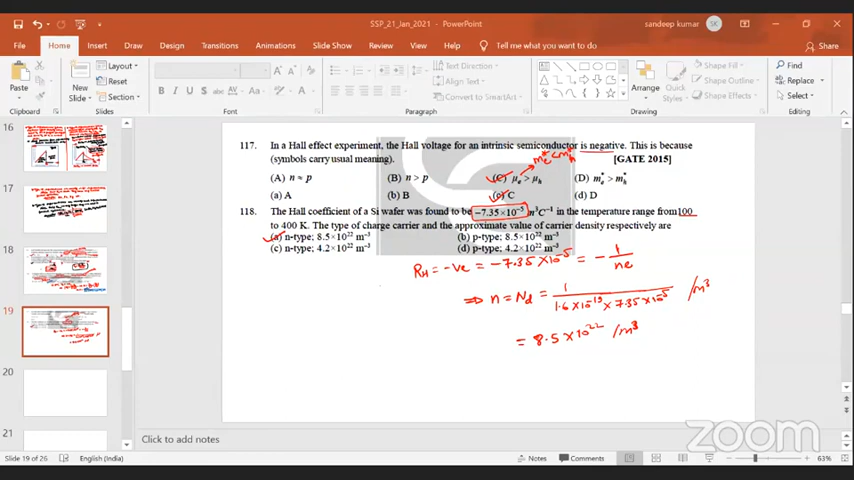 SSP_21_Jan_2021 - PowerPoint
sandeep kumar SK
File Home Insert Draw Design Transitions Animations Slide Show Review View Help Tell me what you want to do Share
Paste
New Slide
Layout
Reset
Section
B I U S
Text Direction
Align Text
Convert to SmartArt
Arrange
Quick Styles
Shape Fill
Shape Outline
Shape Effects
Find
Replace
Select
Clipboard Slides Font Paragraph Drawing Editing
16
17
18
19
20
21
117. In a Hall effect experiment, the Hall voltage for an intrinsic semiconductor is negative. This is because
(symbols carry usual meaning). [GATE 2015]
mₑ* < mₕ*
(A) n ≈ p (B) n > p (C) μₑ > μₕ (D) mₑ* > mₕ*
(a) A (b) B (c) C (d) D
118. The Hall coefficient of a Si wafer was found to be −7.35×10⁻⁵ m³C⁻¹ in the temperature range from 100
to 400 K. The type of charge carrier and the approximate value of carrier density respectively are
(a) n-type; 8.5×10²² m⁻³ (b) p-type; 8.5×10²² m⁻³
(c) n-type; 4.2×10²² m⁻³ (d) p-type; 4.2×10²² m⁻³
R_H = −ve = −7.35 × 10⁻⁵ = − 1/ne
⇒ n = N_d = 1/(1.6 × 10⁻¹⁹ × 7.35 × 10⁻⁵) /m³
= 8.5 × 10²² /m³
Click to add notes
zoom
Slide 19 of 26 English (India) Notes Comments 63%